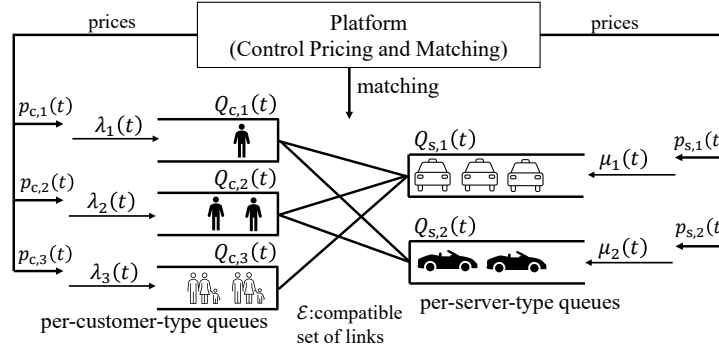 prices
Platform
(Control Pricing and Matching)
prices
matching
p_{c,1}(t)
λ_1(t)
Q_{c,1}(t)
p_{c,2}(t)
λ_2(t)
Q_{c,2}(t)
p_{c,3}(t)
λ_3(t)
Q_{c,3}(t)
per-customer-type queues
ℰ:compatible
set of links
Q_{s,1}(t)
μ_1(t)
p_{s,1}(t)
Q_{s,2}(t)
μ_2(t)
p_{s,2}(t)
per-server-type queues